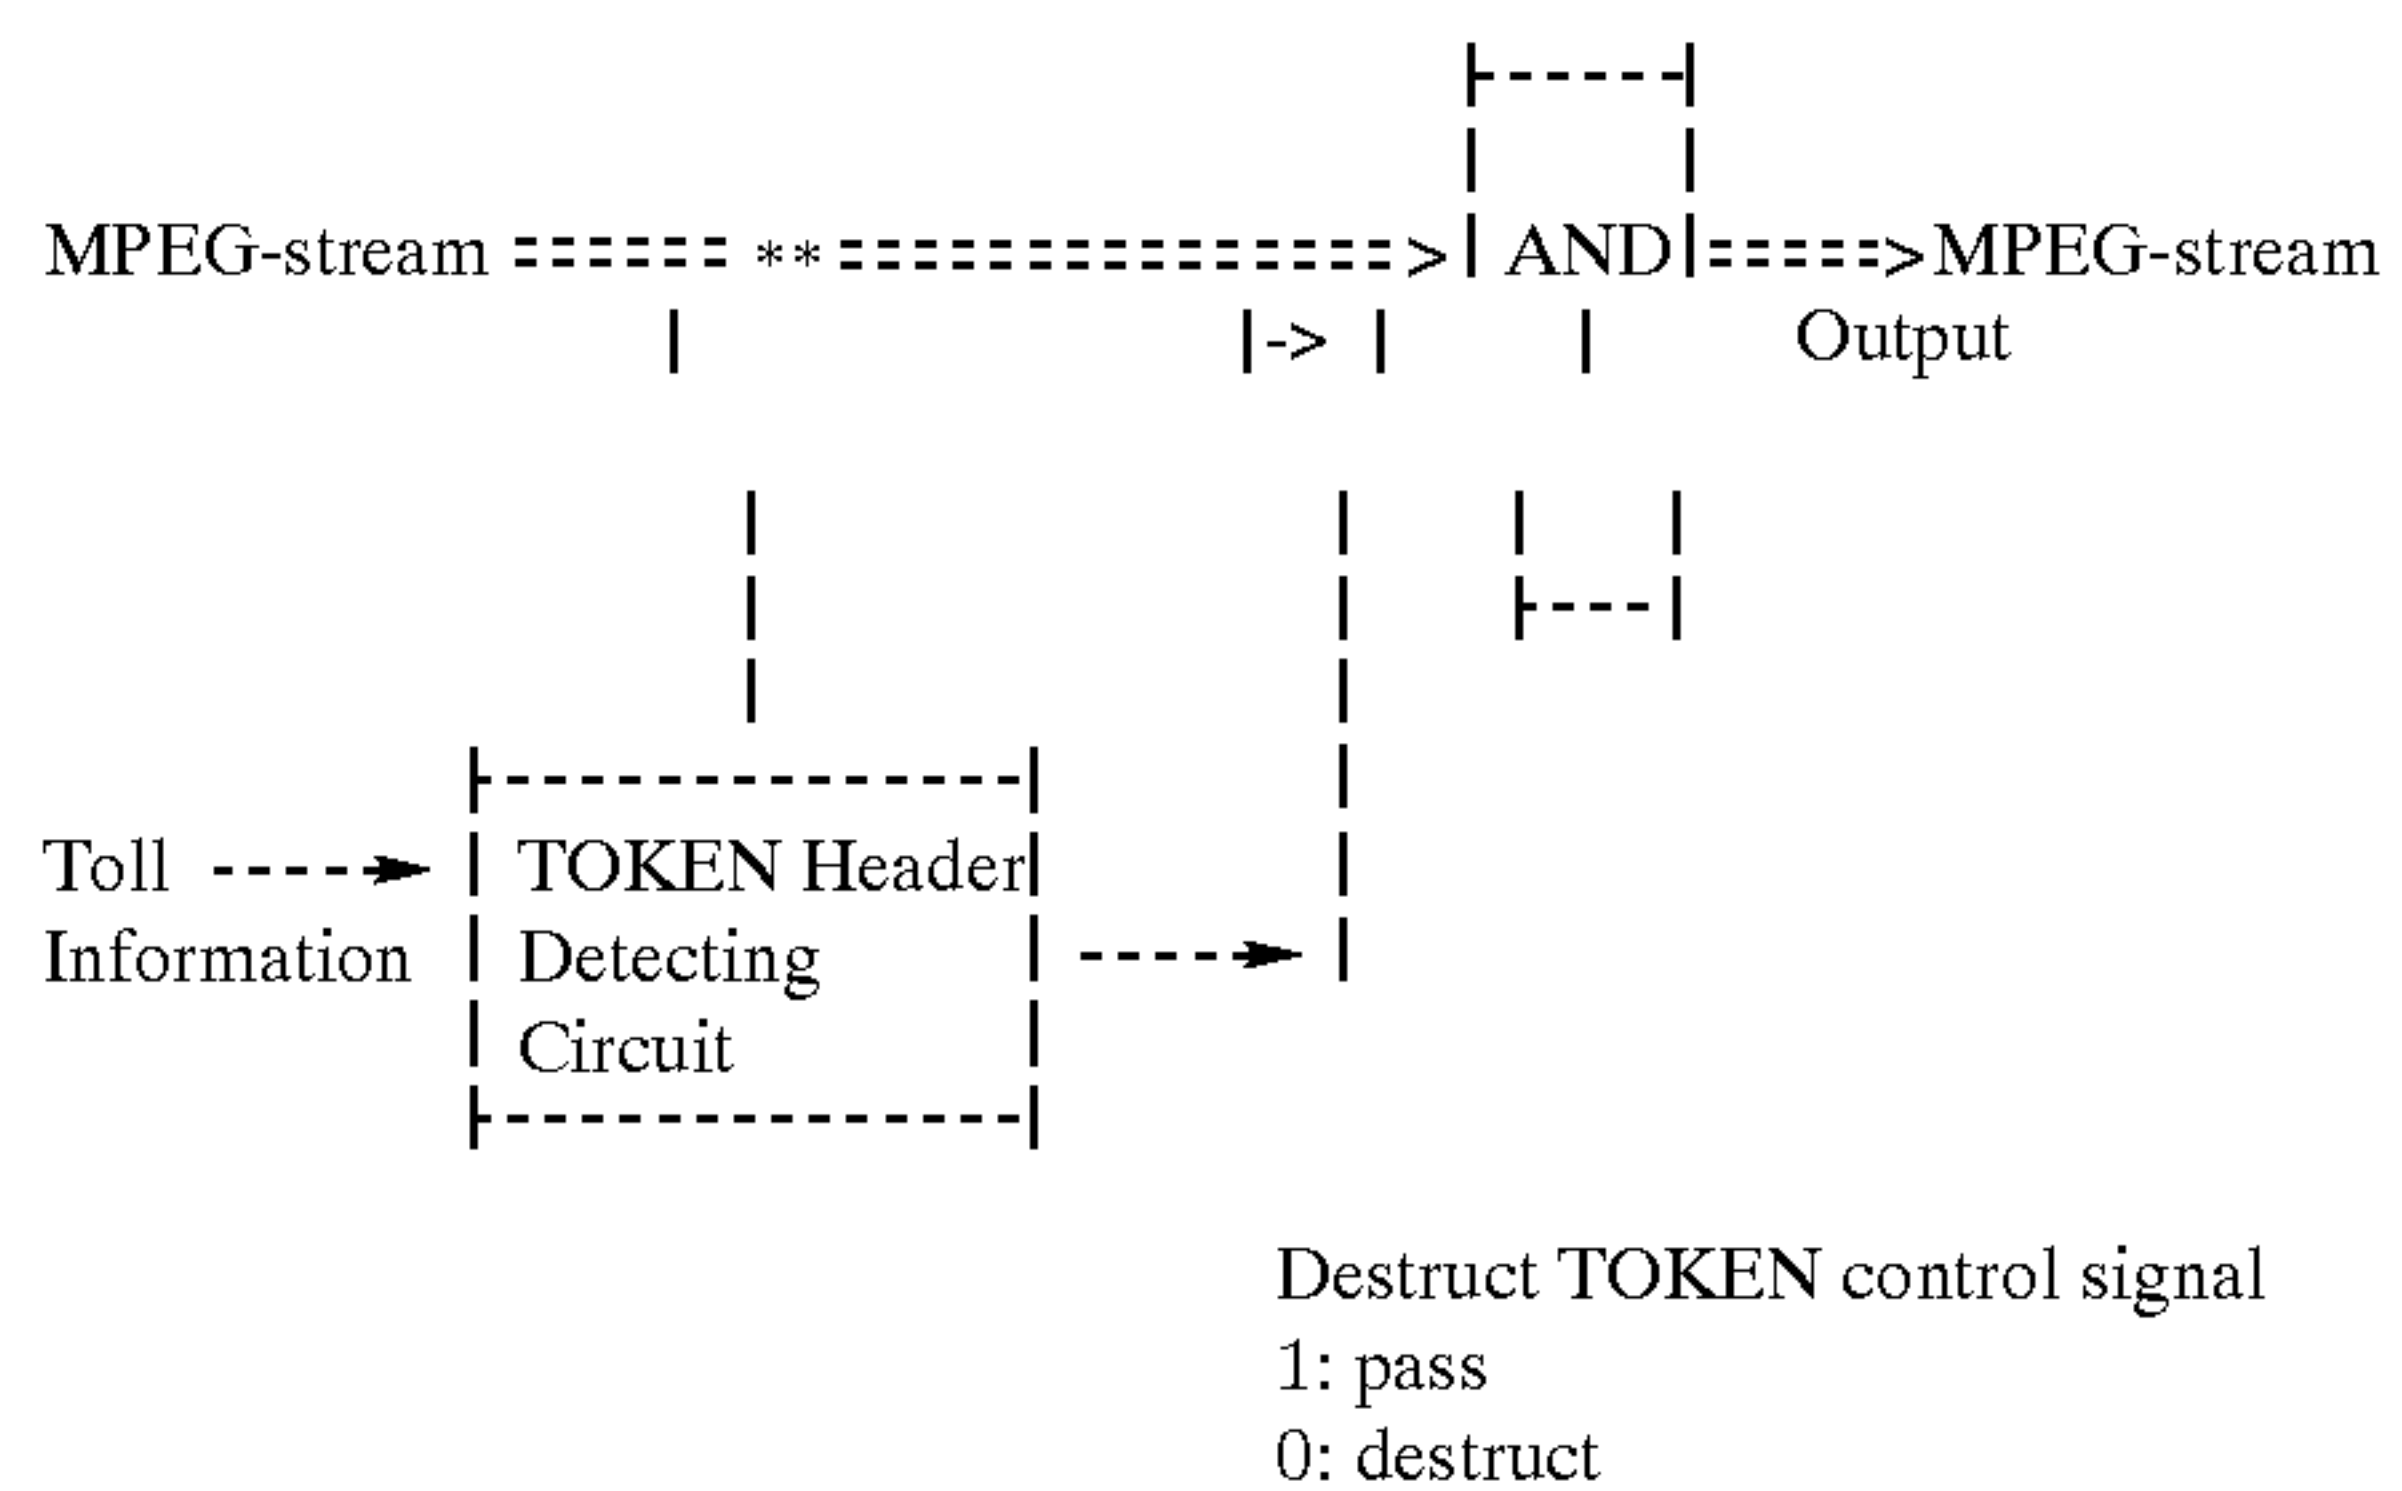 MPEG-stream ====== ** ===============> | AND | =====>MPEG-stream
Output
Toll
Information
TOKEN Header
Detecting
Circuit
Destruct TOKEN control signal
1: pass
0: destruct